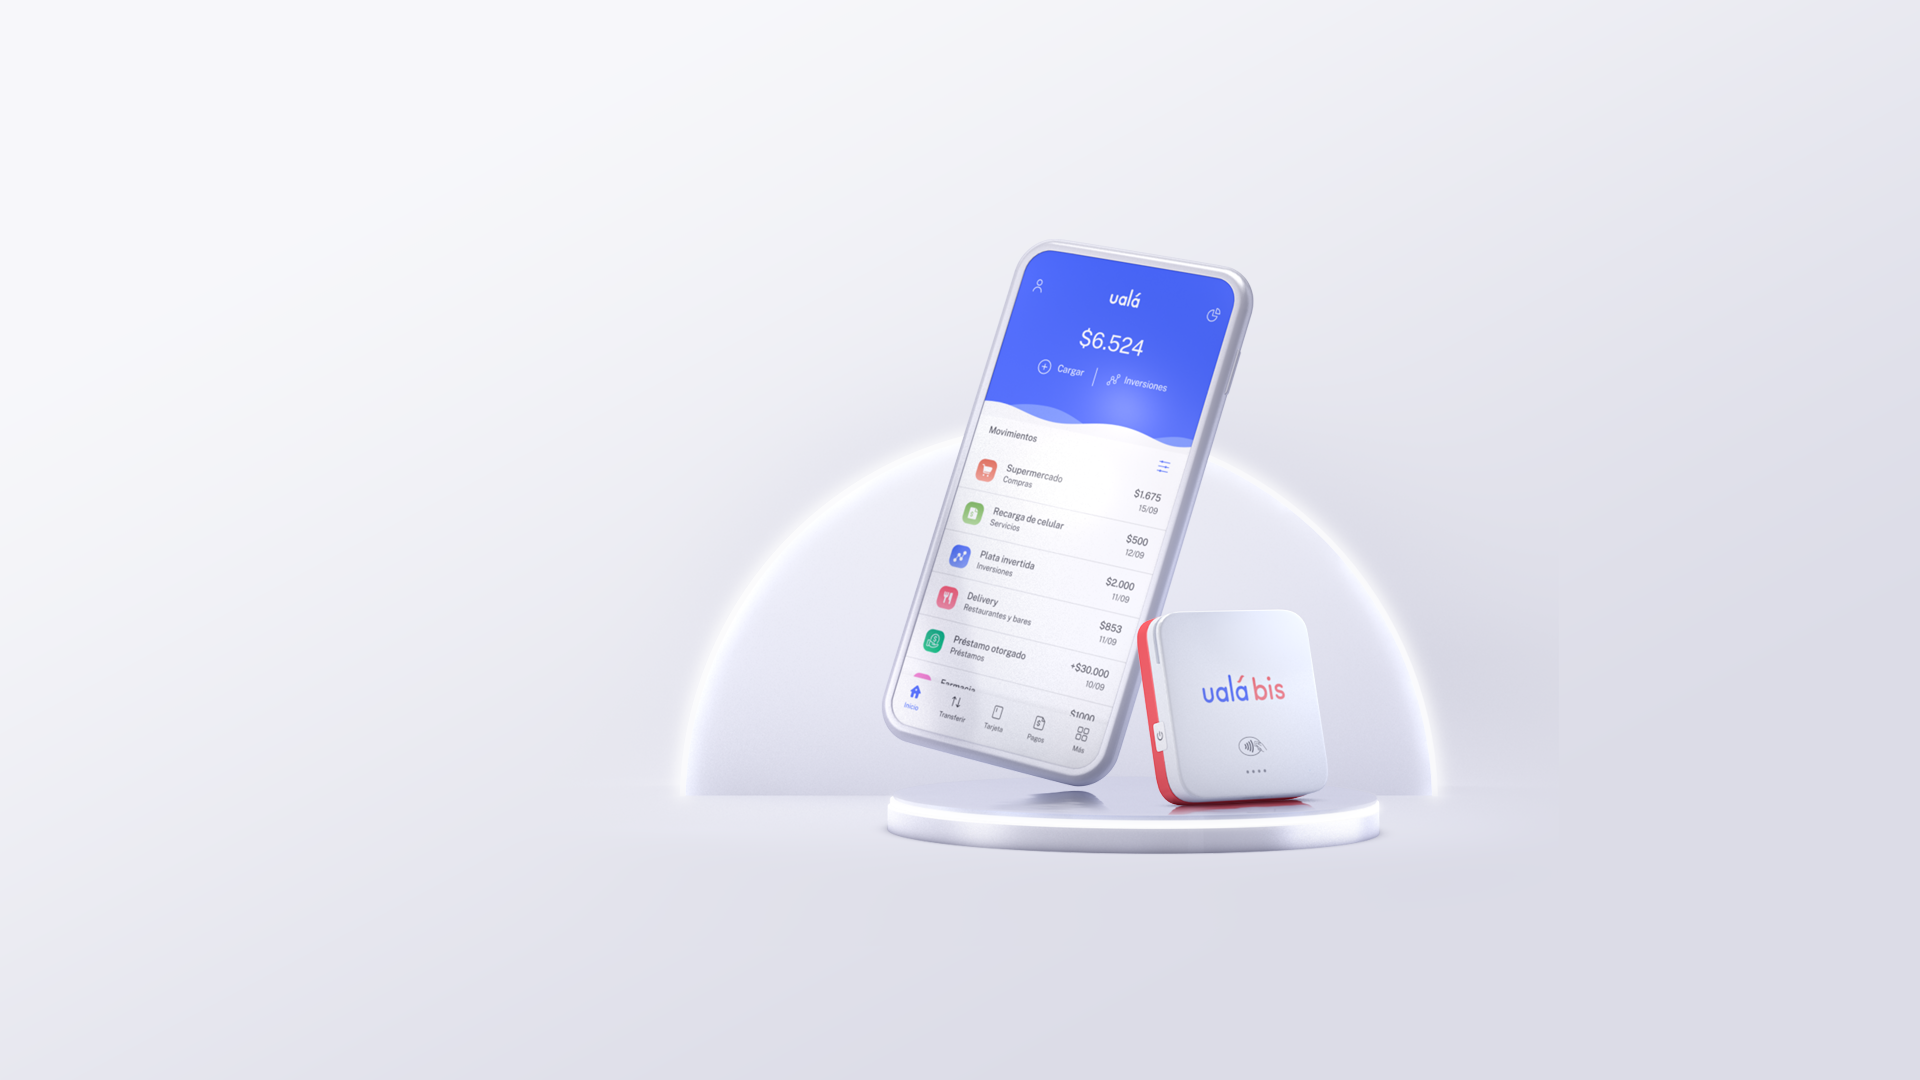 ualá
$6.524
Cargar
Inversiones
Movimientos
Supermercado
Compras
$1.675
15/09
Recarga de celular
Servicios
$500
12/09
Plata invertida
Inversiones
$2.000
11/09
Delivery
Restaurantes y bares
$853
11/09
Préstamo otorgado
Préstamos
+$30.000
10/09
Farmacia
$1000
Inicio
Transferir
Tarjeta
Pagos
Más
ualá bis